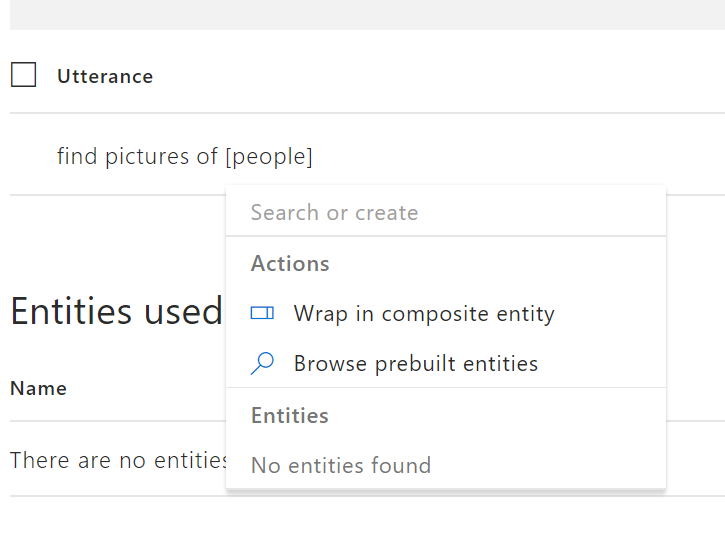 Utterance
find pictures of [people]
Search or create
Actions
Entities used
Wrap in composite entity
Browse prebuilt entities
Name
Entities
There are no entities
No entities found